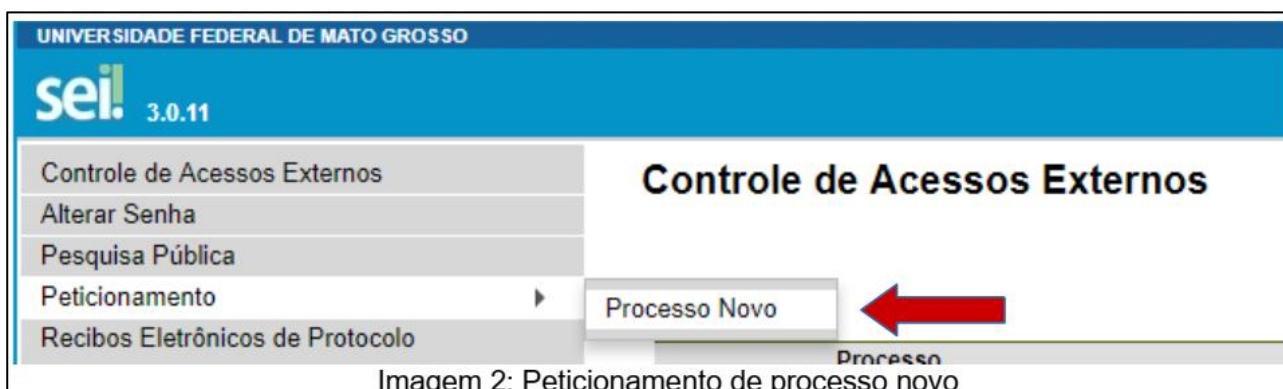 UNIVERSIDADE FEDERAL DE MATO GROSSO
sei! 3.0.11
Controle de Acessos Externos
Alterar Senha
Pesquisa Pública
Peticionamento
Recibos Eletrônicos de Protocolo
Processo Novo
Controle de Acessos Externos
Processo
Imagem 2: Peticionamento de processo novo